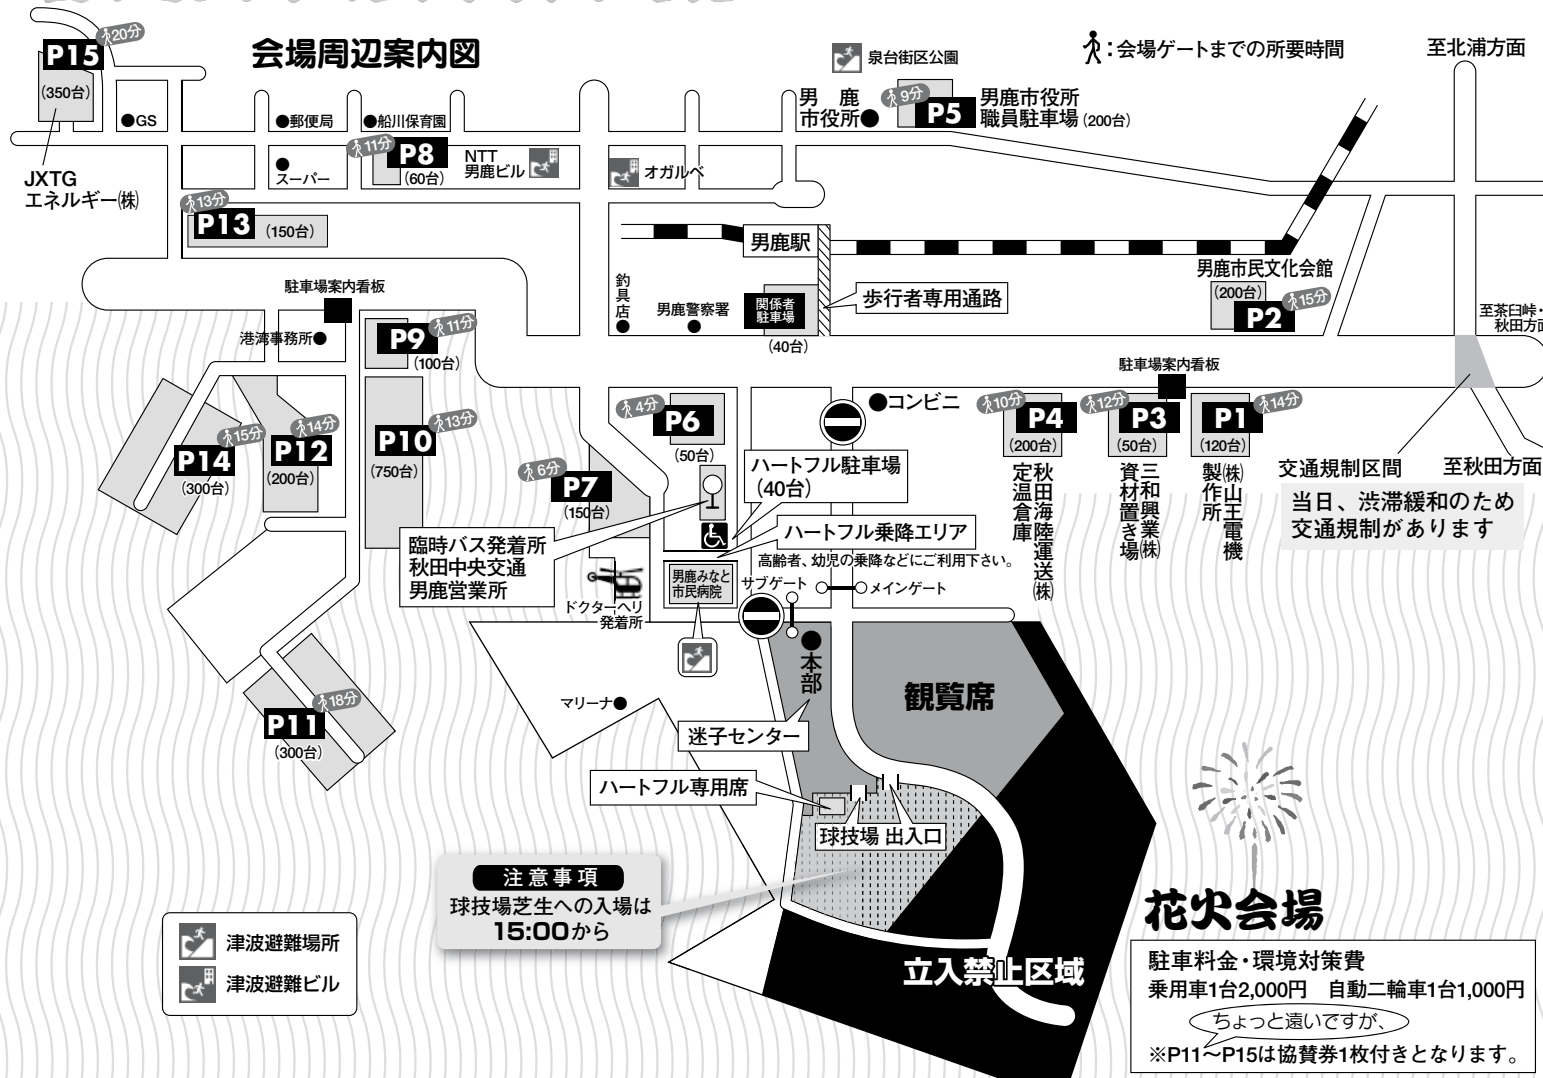 会場周辺案内図
:会場ゲートまでの所要時間
至北浦方面
P15
20分
(350台)
JXTG
エネルギー(株)
GS
郵便局
スーパー
船川保育園
11分
P8
(60台)
NTT
男鹿ビル
オガルベ
泉台街区公園
男鹿
市役所
9分
P5
男鹿市役所
職員駐車場(200台)
13分
P13
(150台)
男鹿駅
歩行者専用通路
男鹿市民文化会館
(200台)
P2
15分
至茶臼峠・
秋田方面
駐車場案内看板
港湾事務所
釣具店
男鹿警察署
関係者
駐車場
(40台)
P9
11分
(100台)
駐車場案内看板
コンビニ
4分
P6
(50台)
10分
P4
(200台)
秋田海陸運送(株)
定温倉庫
12分
P3
(50台)
三和興業(株)
資材置き場
P1
14分
(120台)
(株)山王電機
製作所
交通規制区間
至秋田方面
当日、渋滞緩和のため
交通規制があります
P14
15分
(300台)
P12
14分
(200台)
P10
13分
(750台)
6分
P7
(150台)
ハートフル駐車場
(40台)
ハートフル乗降エリア
高齢者、幼児の乗降などにご利用下さい。
臨時バス発着所
秋田中央交通
男鹿営業所
ドクターヘリ
発着所
男鹿みなと
市民病院
サブゲート
メインゲート
本部
観覧席
マリーナ
迷子センター
P11
18分
(300台)
ハートフル専用席
球技場 出入口
注意事項
球技場芝生への入場は
15:00から
立入禁止区域
花火会場
津波避難場所
津波避難ビル
駐車料金・環境対策費
乗用車1台2,000円 自動二輪車1台1,000円
ちょっと遠いですが、
※P11〜P15は協賛券1枚付きとなります。